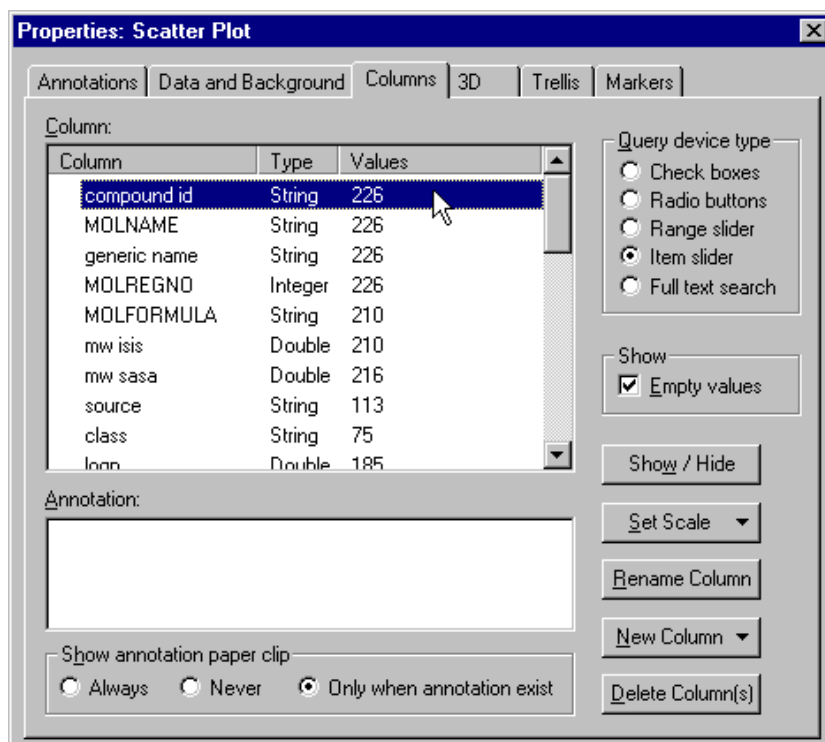 Properties: Scatter Plot
Annotations Data and Background Columns 3D Trellis Markers
Column:
Column Type Values
compound id String 226
MOLNAME String 226
generic name String 226
MOLREGNO Integer 226
MOLFORMULA String 210
mw isis Double 210
mw sasa Double 216
source String 113
class String 75
logp Double 185
Annotation:
Show annotation paper clip
Always Never Only when annotation exist
Query device type
Check boxes
Radio buttons
Range slider
Item slider
Full text search
Show
Empty values
Show / Hide
Set Scale
Rename Column
New Column
Delete Column(s)